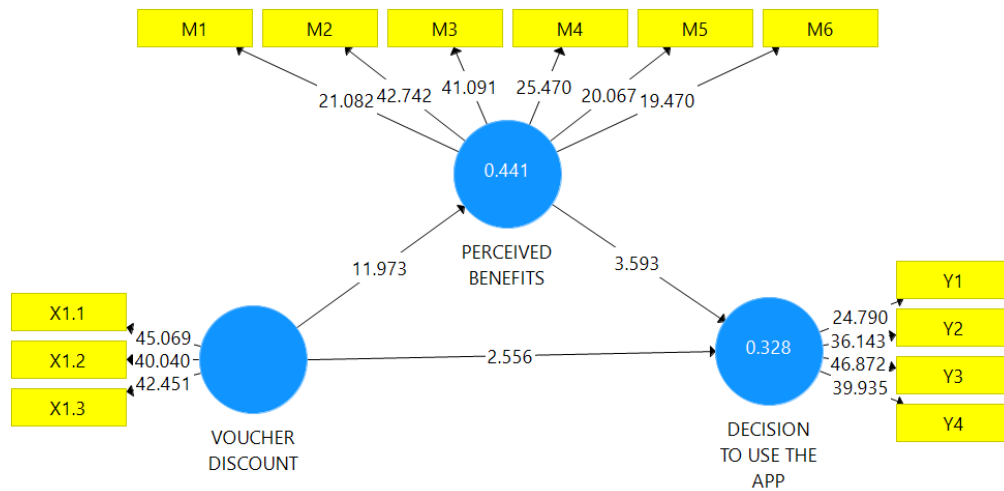 M1
M2
M3
M4
M5
M6
21.082
42.742
41.091
25.470
20.067
19.470
0.441
PERCEIVED
BENEFITS
11.973
3.593
X1.1
X1.2
X1.3
45.069
40.040
42.451
2.556
0.328
24.790
36.143
46.872
39.935
Y1
Y2
Y3
Y4
VOUCHER
DISCOUNT
DECISION
TO USE THE
APP